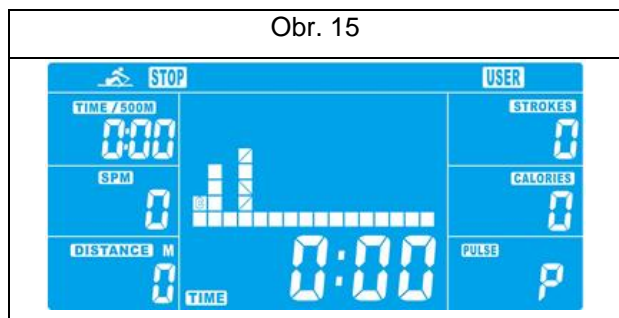 Obr. 15
STOP USER
TIME / 500M
0:00
SPM
0
DISTANCE M
0
TIME
0:00
STROKES
0
CALORIES
0
PULSE
P